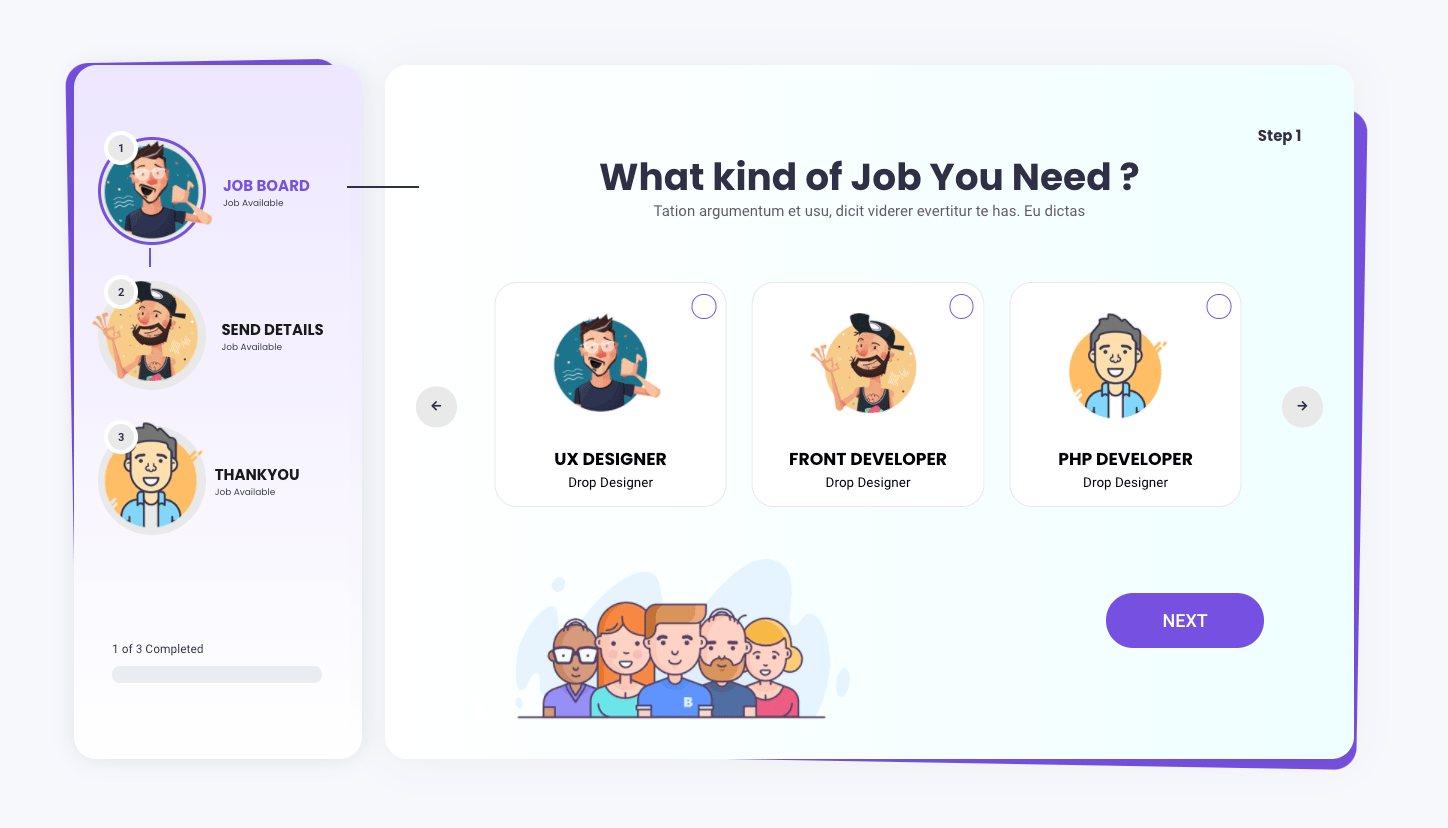 1
JOB BOARD
Job Available
2
SEND DETAILS
Job Available
3
THANKYOU
Job Available
1 of 3 Completed
Step 1
What kind of Job You Need ?
Tation argumentum et usu, dicit viderer evertitur te has. Eu dictas
UX DESIGNER
Drop Designer
FRONT DEVELOPER
Drop Designer
PHP DEVELOPER
Drop Designer
B
NEXT